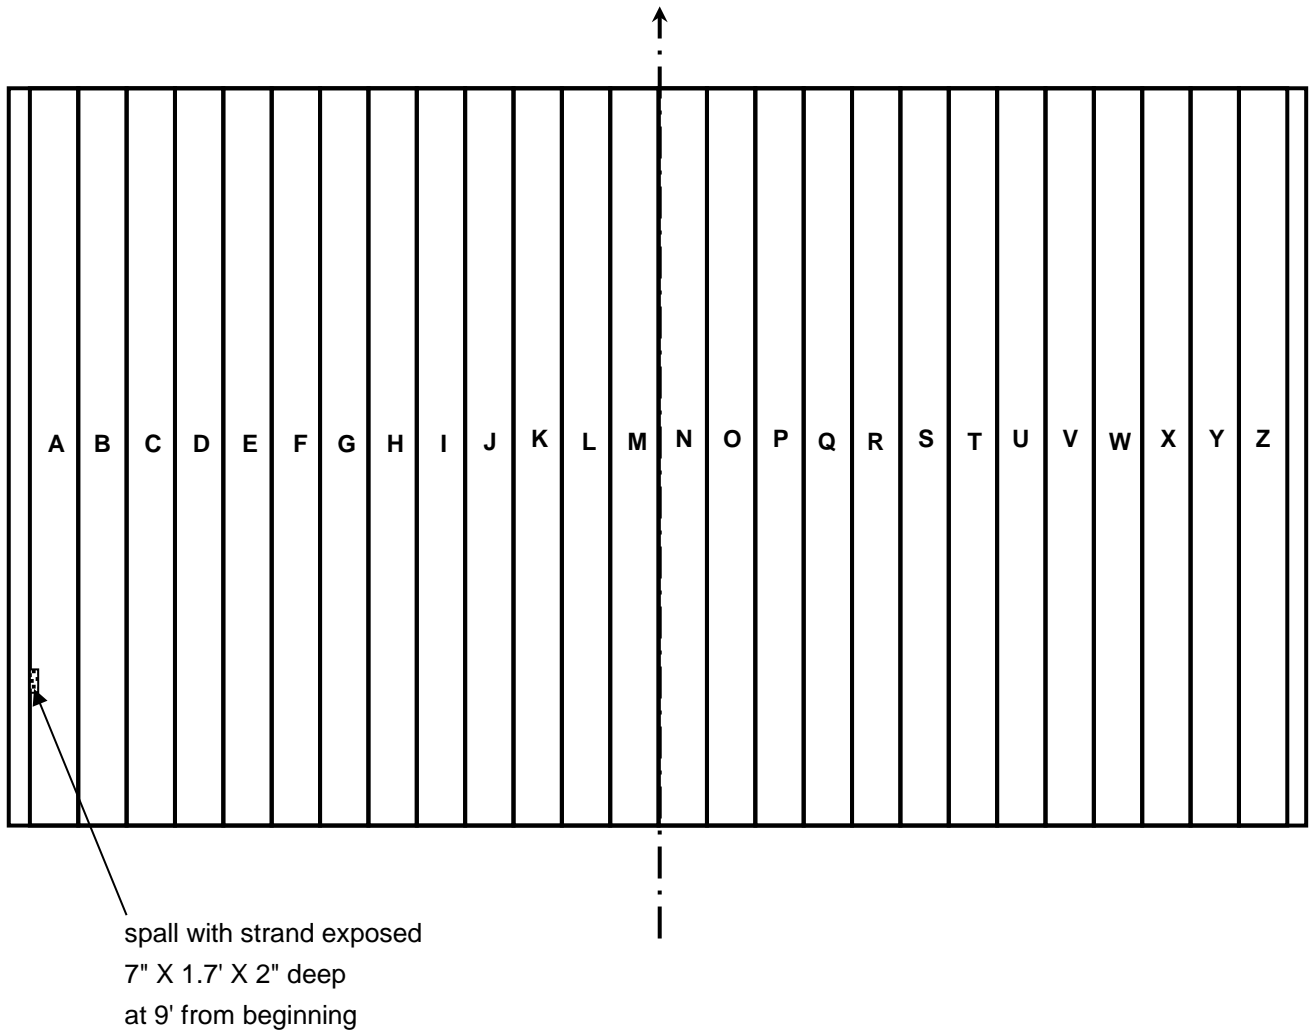 A B C D E F G H I J K L M N O P Q R S T U V W X Y Z
spall with strand exposed
7" X 1.7' X 2" deep
at 9' from beginning